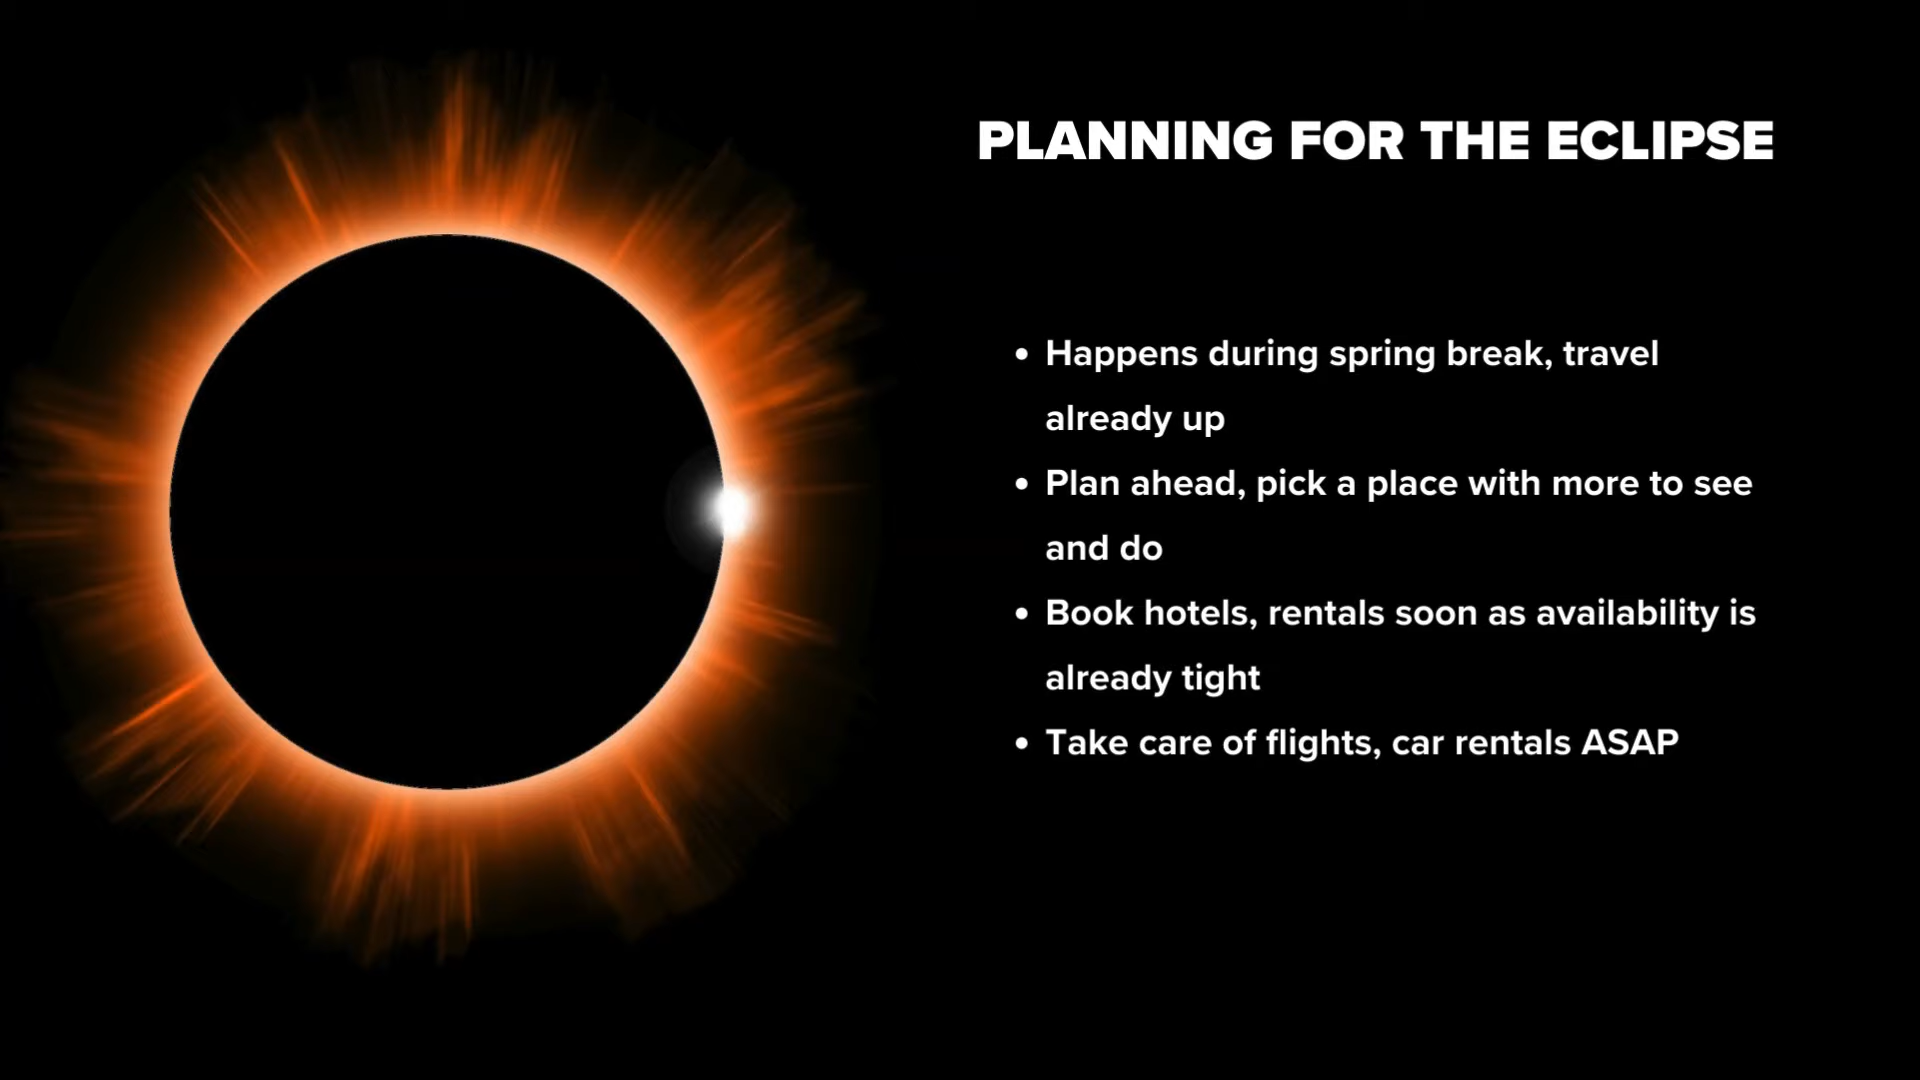 PLANNING FOR THE ECLIPSE
• Happens during spring break, travel
already up
• Plan ahead, pick a place with more to see
and do
• Book hotels, rentals soon as availability is
already tight
• Take care of flights, car rentals ASAP